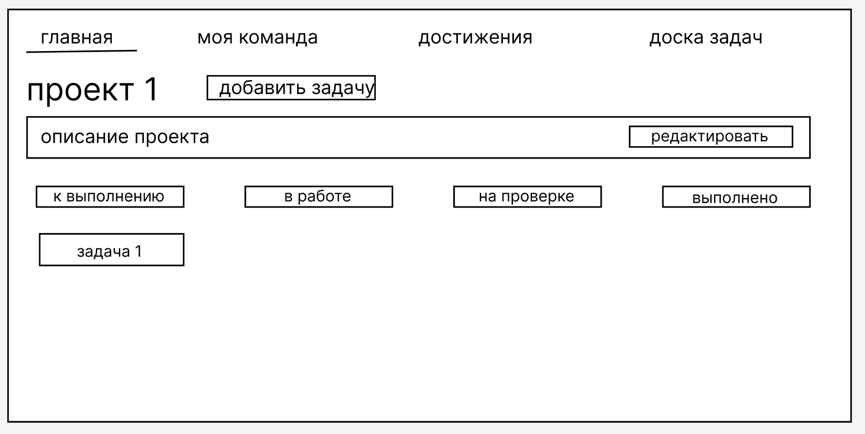 главная моя команда достижения доска задач
проект 1 добавить задачу
описание проекта редактировать
к выполнению в работе на проверке выполнено
задача 1